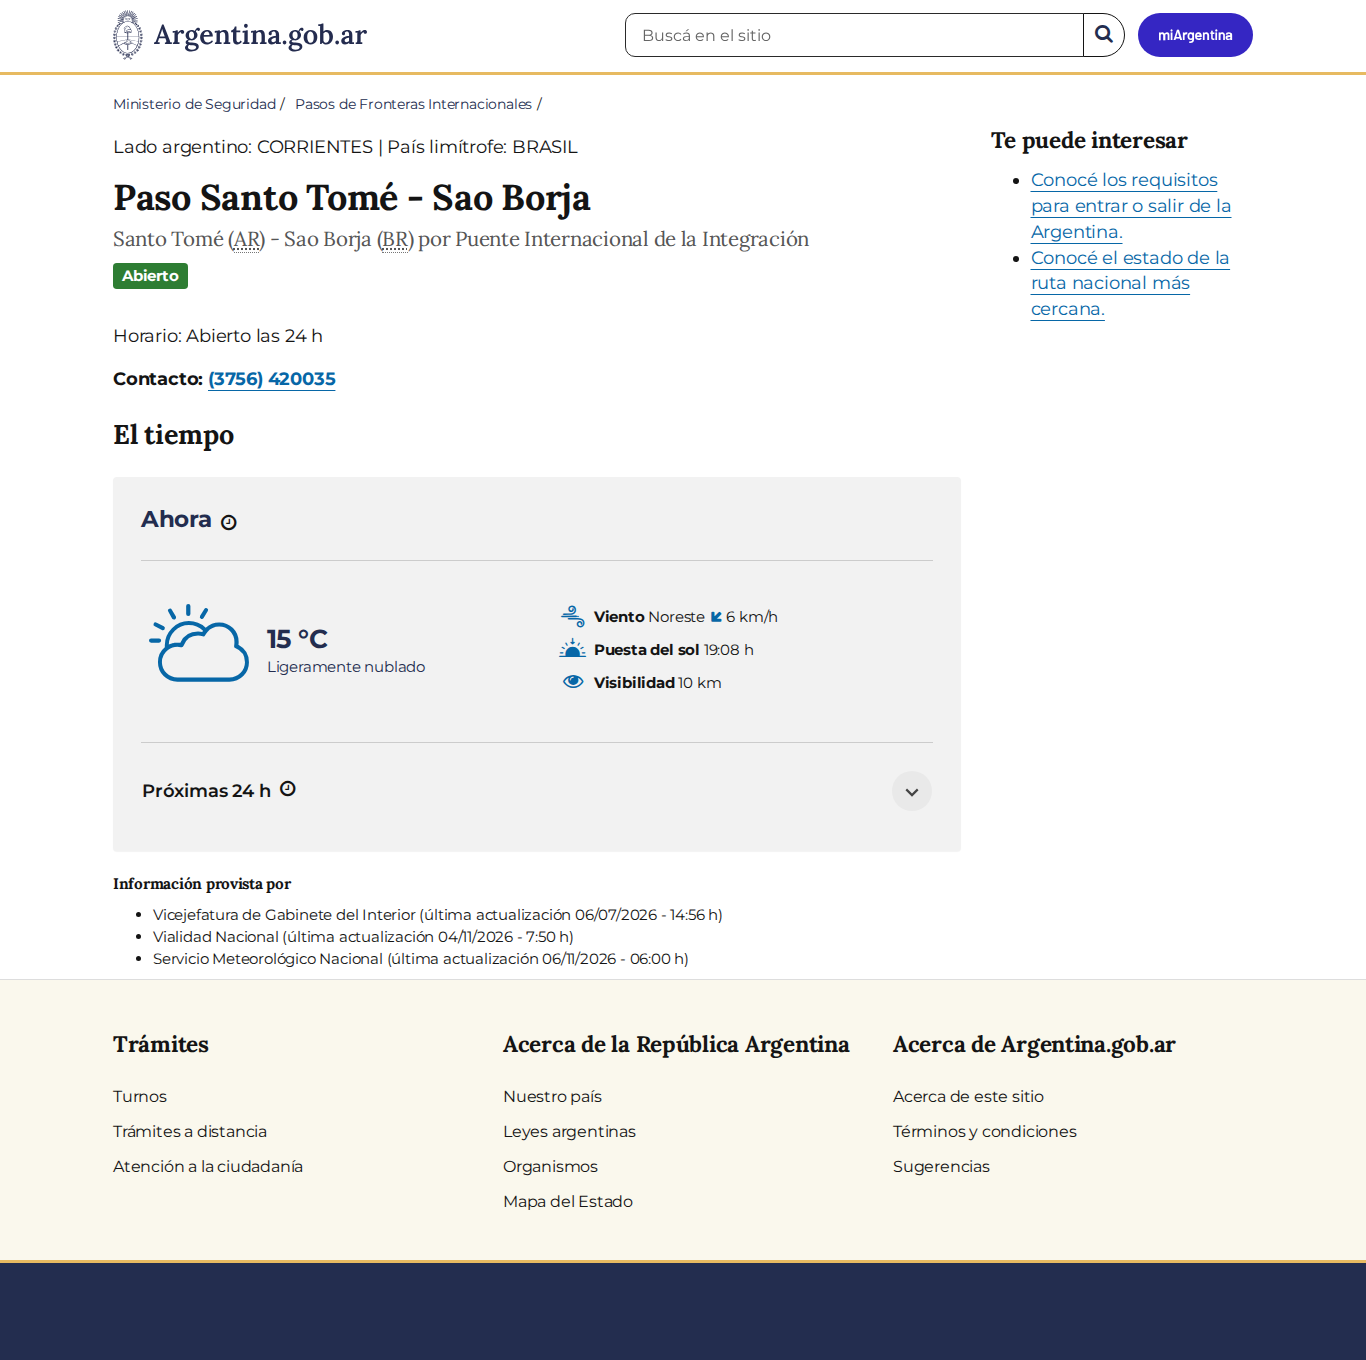 Argentina.gob.ar
Buscá en el sitio
miArgentina
Ministerio de Seguridad / Pasos de Fronteras Internacionales /
Lado argentino: CORRIENTES | País limítrofe: BRASIL
Paso Santo Tomé - Sao Borja
Santo Tomé (AR) - Sao Borja (BR) por Puente Internacional de la Integración
Abierto
Horario: Abierto las 24 h
Contacto: (3756) 420035
El tiempo
Ahora
15 °C
Ligeramente nublado
Viento Noreste 6 km/h
Puesta del sol 19:08 h
Visibilidad 10 km
Próximas 24 h
Información provista por
Vicejefatura de Gabinete del Interior (última actualización 06/07/2026 - 14:56 h)
Vialidad Nacional (última actualización 04/11/2026 - 7:50 h)
Servicio Meteorológico Nacional (última actualización 06/11/2026 - 06:00 h)
Te puede interesar
Conocé los requisitos
para entrar o salir de la
Argentina.
Conocé el estado de la
ruta nacional más
cercana.
Trámites
Turnos
Trámites a distancia
Atención a la ciudadanía
Acerca de la República Argentina
Nuestro país
Leyes argentinas
Organismos
Mapa del Estado
Acerca de Argentina.gob.ar
Acerca de este sitio
Términos y condiciones
Sugerencias